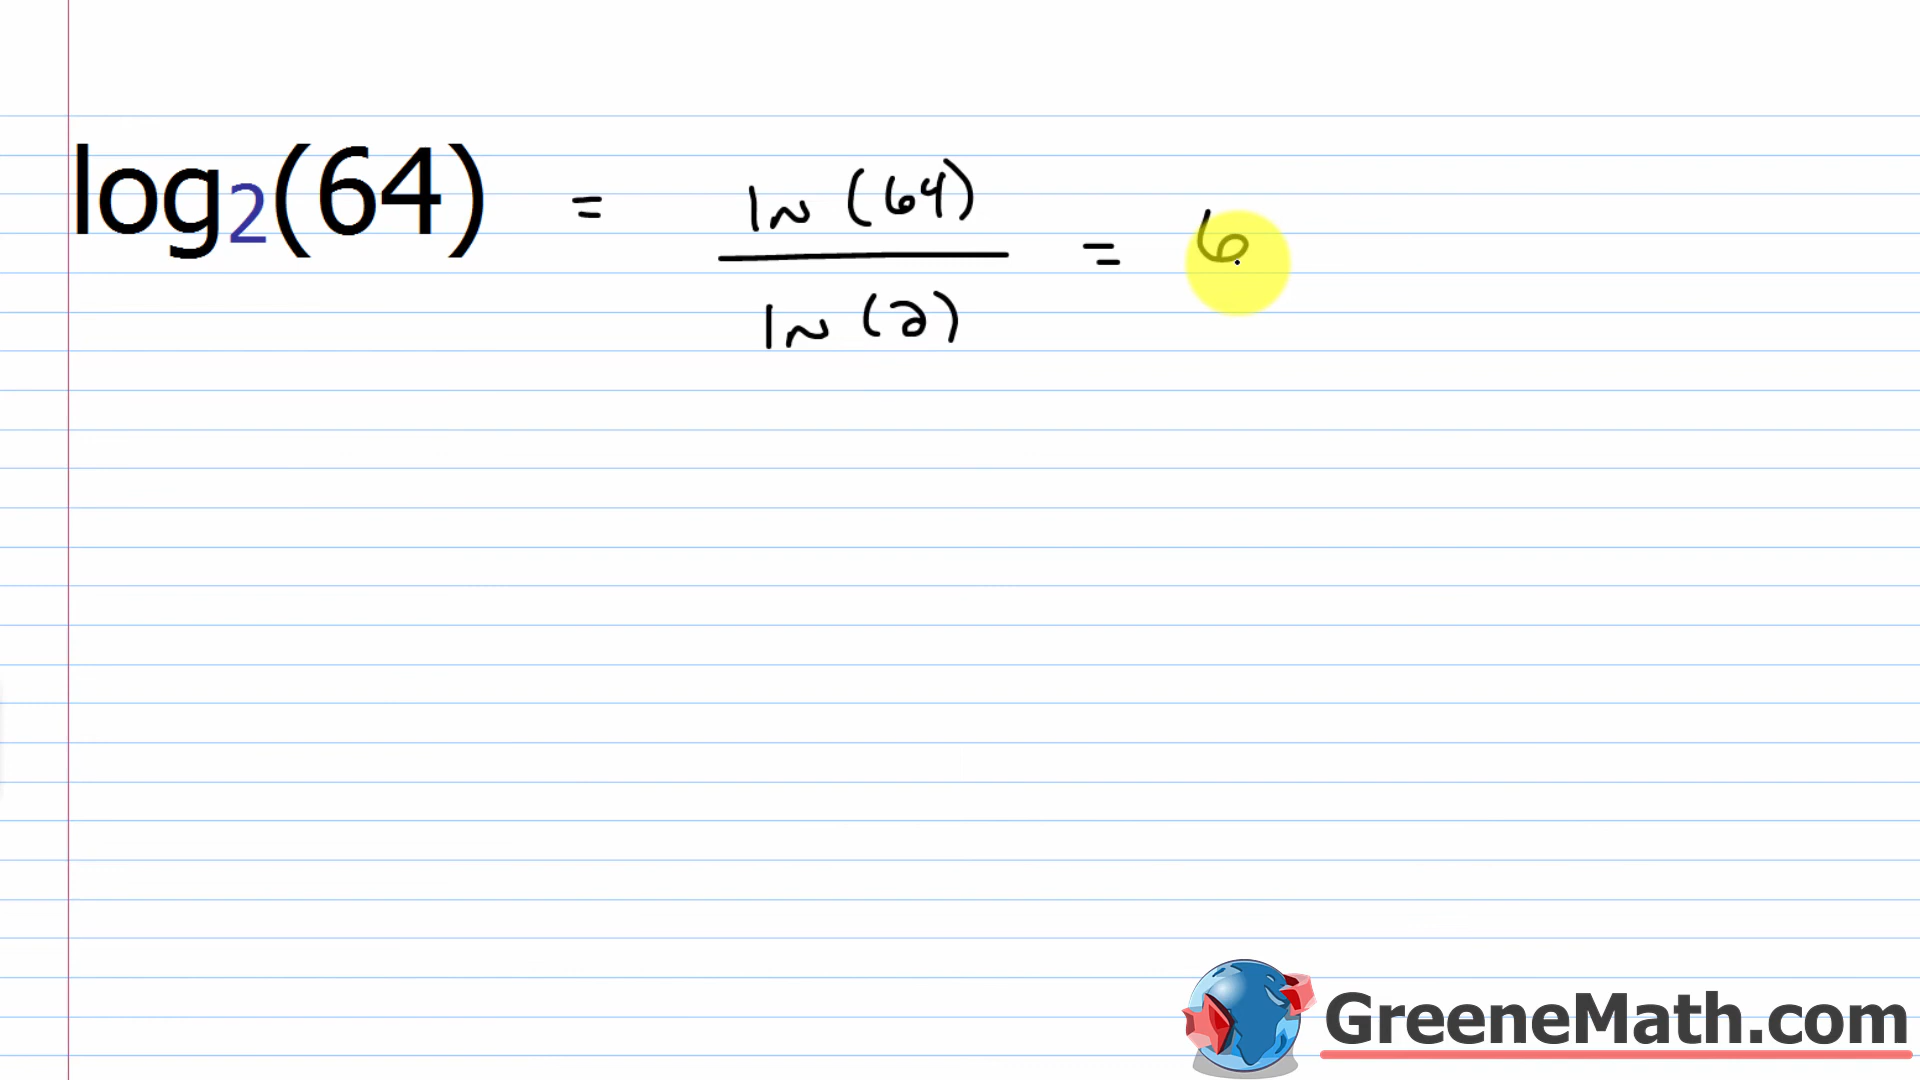 log₂(64) = ln(64) / ln(2) = 6
GreeneMath.com